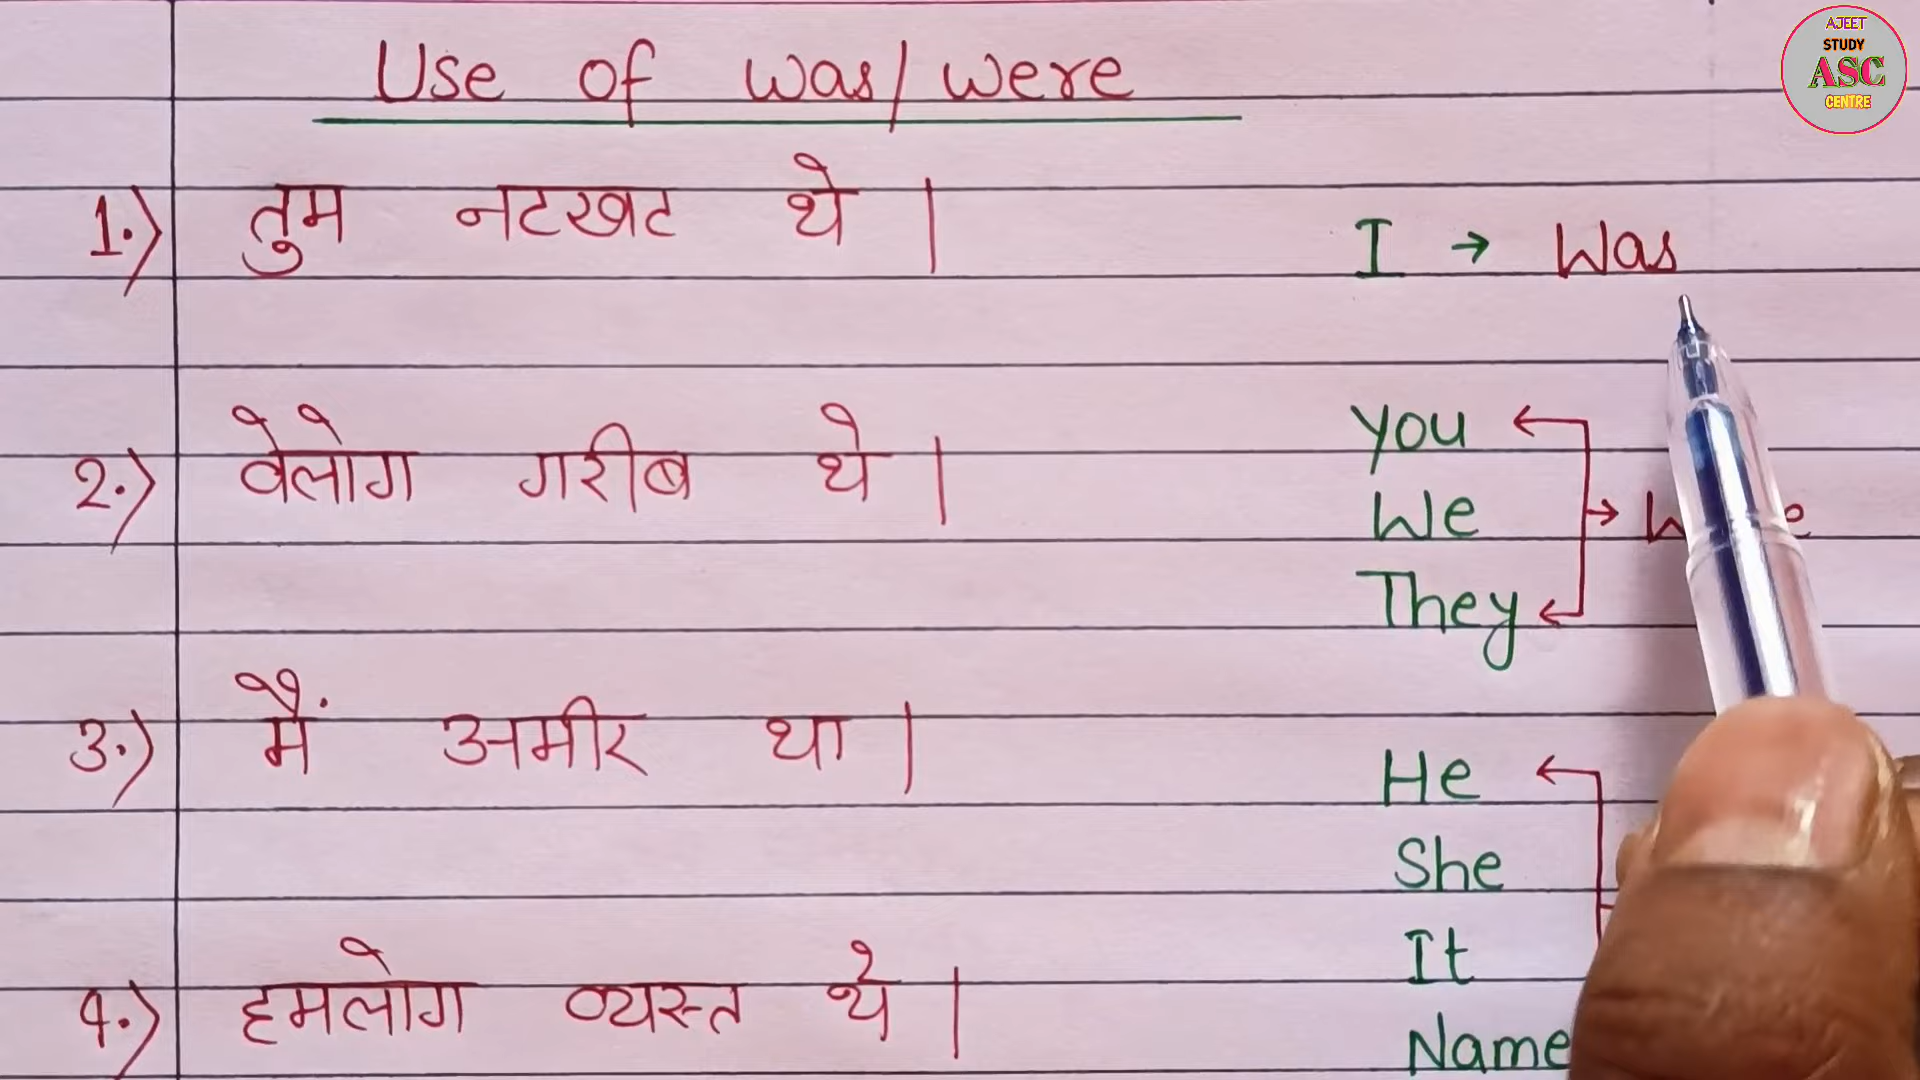 Use of was/were
1.) तुम नटखट थे |
2.) वेलोग गरीब थे |
3.) मैं अमीर था |
4.) हमलोग व्यस्त थे |
I → Was
You
We
They
He
She
It
Name
AJEET
STUDY
ASC
CENTRE